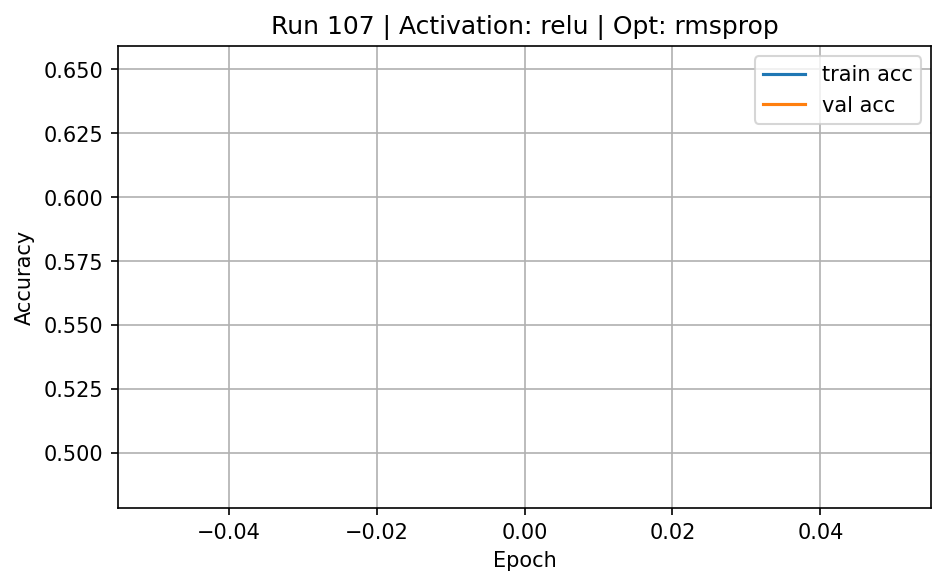 Run 107 | Activation: relu | Opt: rmsprop
train acc
val acc
0.650
0.625
0.600
0.575
0.550
0.525
0.500
Accuracy
−0.04 −0.02 0.00 0.02 0.04
Epoch